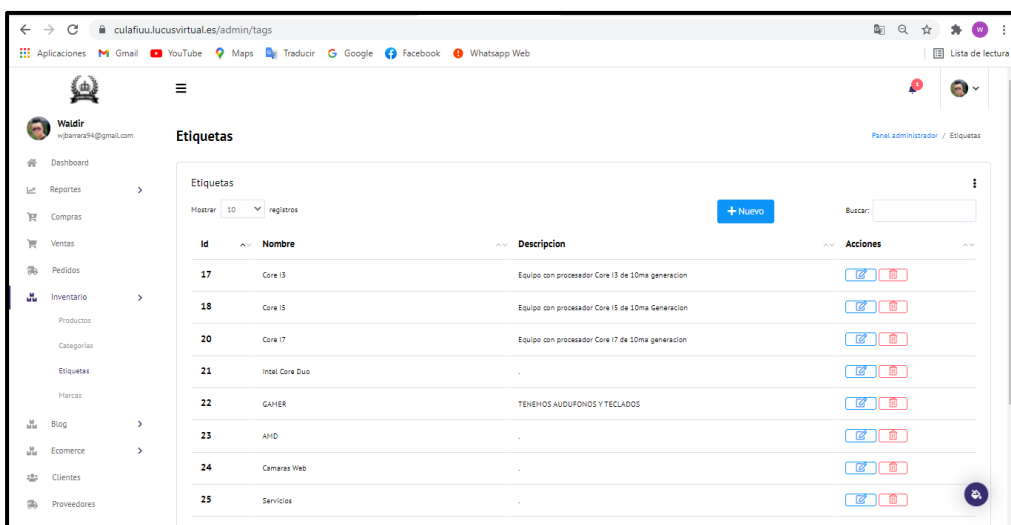 culafiuu.lucusvirtual.es/admin/tags
Aplicaciones Gmail YouTube Maps Traducir Google Facebook Whatsapp Web Lista de lectura
Waldir
wjbarrera94@gmail.com
Etiquetas
Panel administrador / Etiquetas
Dashboard
Reportes
Compras
Ventas
Pedidos
Inventario
Productos
Categorías
Etiquetas
Marcas
Blog
Ecomerce
Clientes
Proveedores
Etiquetas
Mostrar 10 registros
+ Nuevo
Buscar:
Id Nombre Descripcion Acciones
17 Core I3 Equipo con procesador Core I3 de 10ma generacion
18 Core I5 Equipo con procesador Core I5 de 10ma Generacion
20 Core I7 Equipo con procesador Core I7 de 10ma generacion
21 Intel Core Duo .
22 GAMER TENEMOS AUDUFONOS Y TECLADOS
23 AMD .
24 Camaras Web .
25 Servicios .